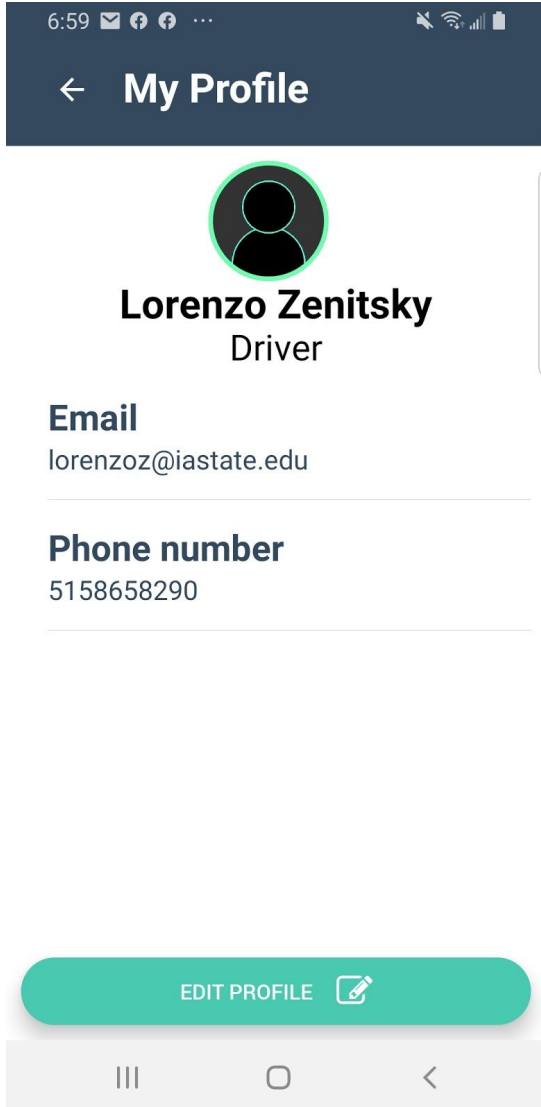 6:59
My Profile
Lorenzo Zenitsky
Driver
Email
lorenzoz@iastate.edu
Phone number
5158658290
EDIT PROFILE